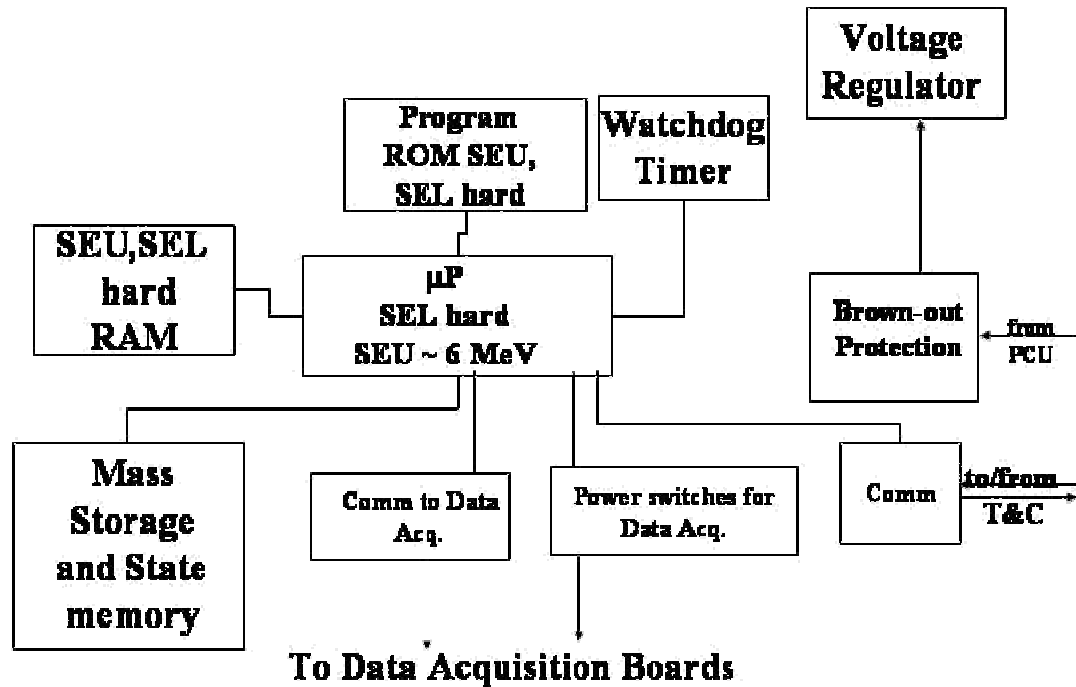 Voltage
Regulator
Program
ROM SEU,
SEL hard
Watchdog
Timer
SEU,SEL
hard
RAM
µP
SEL hard
SEU ~ 6 MeV
Brown-out
Protection
from
PCU
Mass
Storage
and State
memory
Comm to Data
Acq.
Power switches for
Data Acq.
Comm
to/from
T&C
To Data Acquisition Boards